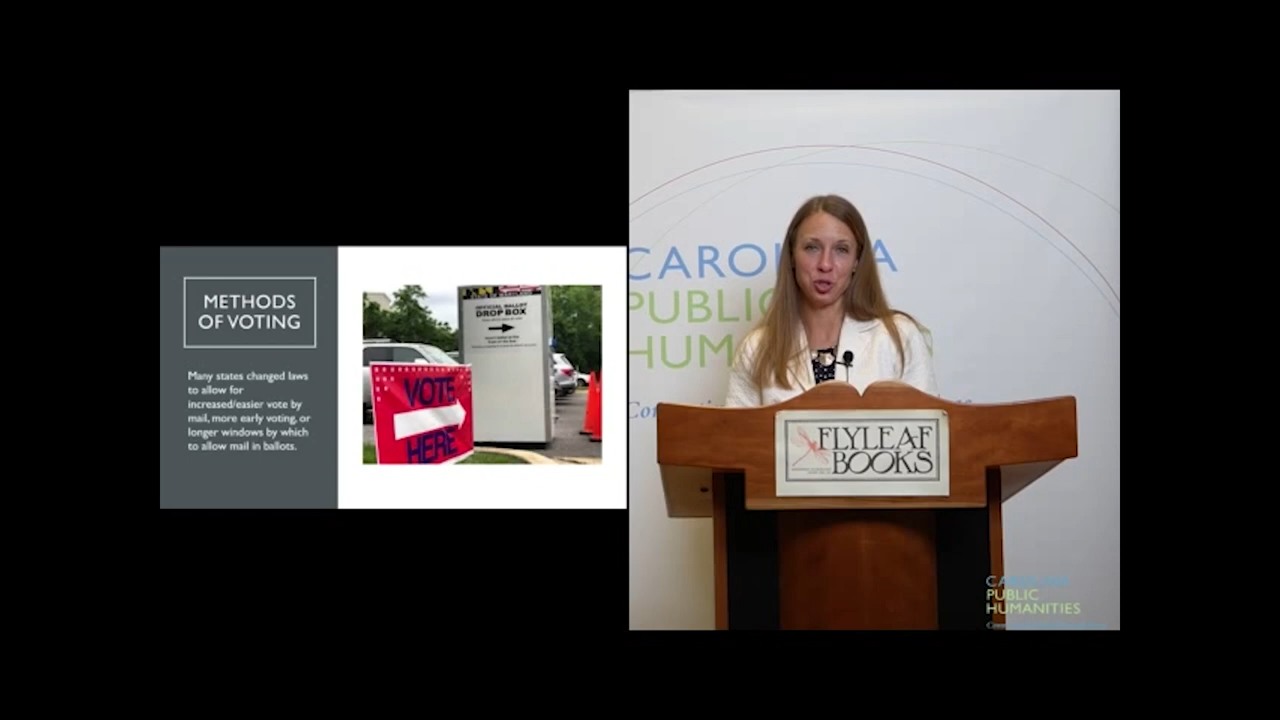 METHODS
OF VOTING
Many states changed laws
to allow for
increased/easier vote by
mail, more early voting, or
longer windows by which
to allow mail in ballots.
OFFICIAL BALLOT
DROP BOX
VOTE
HERE
CAROLINA
PUBLIC
HUM
FLYLEAF
BOOKS
CAROLINA
PUBLIC
HUMANITIES